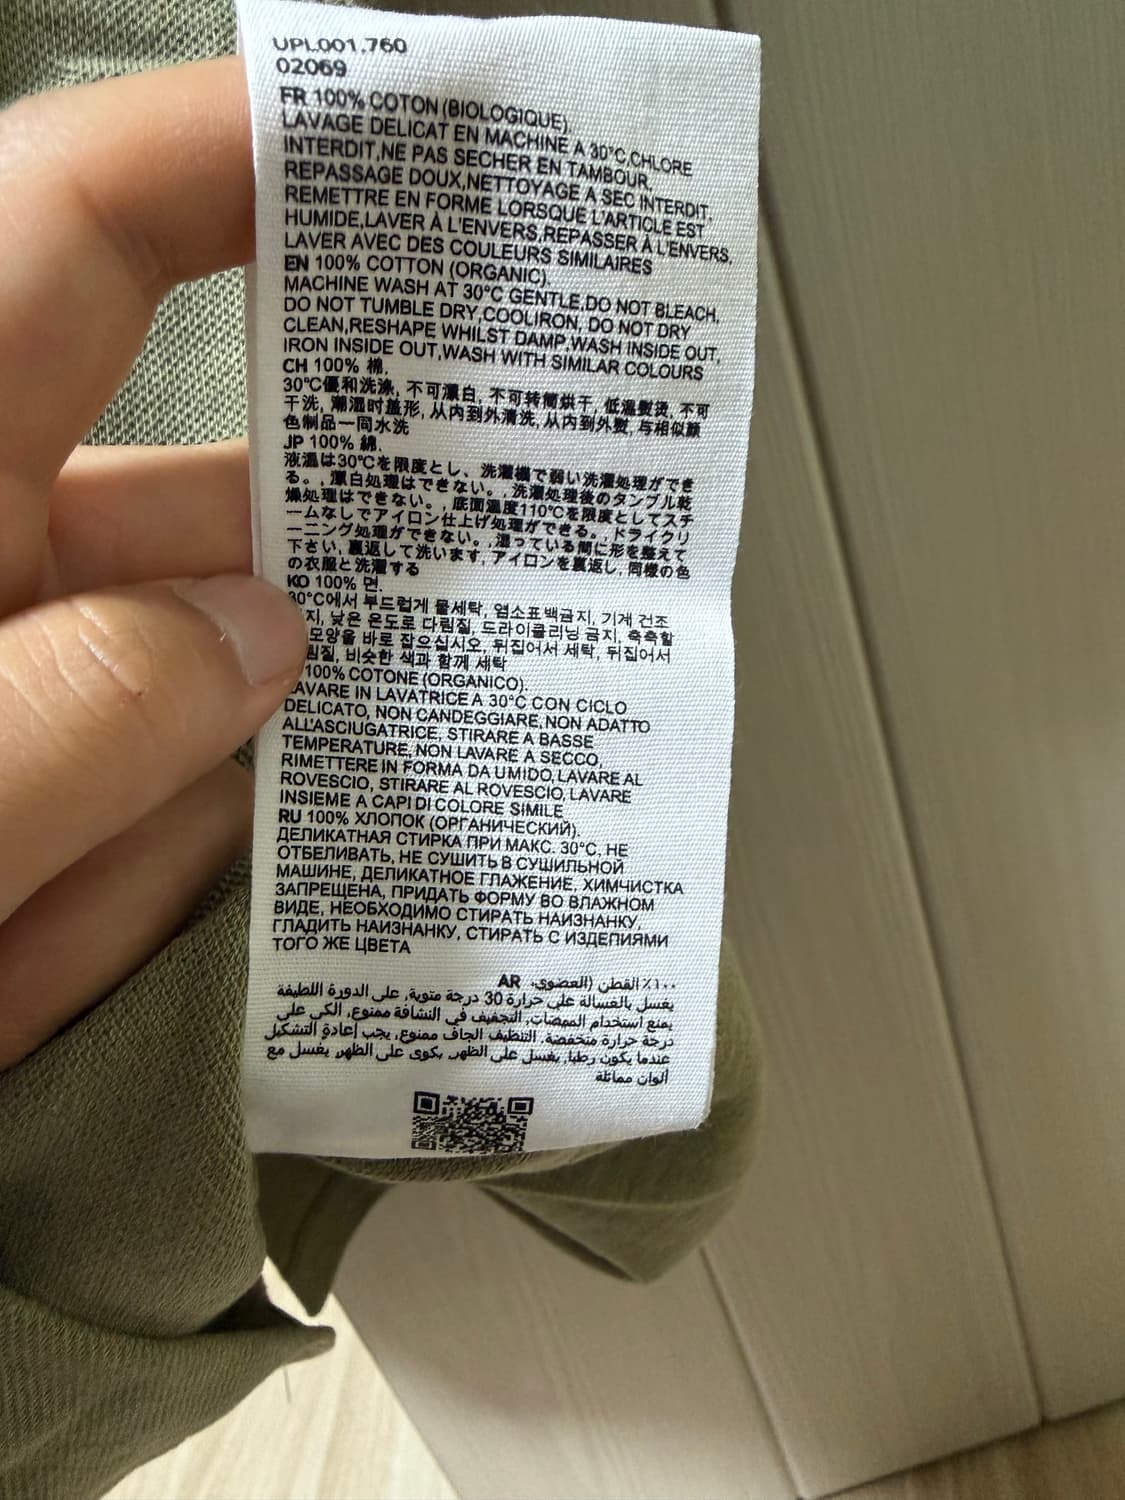 UPL001.760
02069
FR 100% COTON (BIOLOGIQUE).
LAVAGE DELICAT EN MACHINE A 30°C,CHLORE
INTERDIT,NE PAS SECHER EN TAMBOUR,
REPASSAGE DOUX,NETTOYAGE A SEC INTERDIT,
REMETTRE EN FORME LORSQUE L'ARTICLE EST
HUMIDE,LAVER À L'ENVERS,REPASSER À L'ENVERS,
LAVER AVEC DES COULEURS SIMILAIRES
EN 100% COTTON (ORGANIC).
MACHINE WASH AT 30°C GENTLE,DO NOT BLEACH,
DO NOT TUMBLE DRY,COOLIRON, DO NOT DRY
CLEAN,RESHAPE WHILST DAMP,WASH INSIDE OUT,
IRON INSIDE OUT,WASH WITH SIMILAR COLOURS
CH 100% 棉.
30℃優和洗涤, 不可漂白, 不可转筒烘干, 低温熨烫, 不可
干洗, 潮湿时盖形, 从内到外清洗, 从内到外熨, 与相似颜
色制品一同水洗
JP 100% 綿.
液温は30℃を限度とし、洗濯機で弱い洗濯処理ができ
る。, 漂白処理はできない。, 洗濯処理後のタンブル乾
燥処理はできない。, 底面温度110℃を限度としてスチ
ームなしでアイロン仕上げ処理ができる。, ドライクリ
ーニング処理ができない。, 湿っている間に形を整えて
下さい, 裏返して洗います, アイロンを裏返し, 同様の色
の衣服と洗濯する
KO 100% 면.
30°C에서 부드럽게 물세탁, 염소표백금지, 기계 건조
지, 낮은 온도로 다림질, 드라이클리닝 금지, 축축할
모양을 바로 잡으십시오, 뒤집어서 세탁, 뒤집어서
림질, 비슷한 색과 함께 세탁
100% COTONE (ORGANICO).
LAVARE IN LAVATRICE A 30°C CON CICLO
DELICATO, NON CANDEGGIARE, NON ADATTO
ALL'ASCIUGATRICE, STIRARE A BASSE
TEMPERATURE, NON LAVARE A SECCO,
RIMETTERE IN FORMA DA UMIDO, LAVARE AL
ROVESCIO, STIRARE AL ROVESCIO, LAVARE
INSIEME A CAPI DI COLORE SIMILE
RU 100% ХЛОПОК (ОРГАНИЧЕСКИЙ).
ДЕЛИКАТНАЯ СТИРКА ПРИ МАКС. 30°C, НЕ
ОТБЕЛИВАТЬ, НЕ СУШИТЬ В СУШИЛЬНОЙ
МАШИНЕ, ДЕЛИКАТНОЕ ГЛАЖЕНИЕ, ХИМЧИСТКА
ЗАПРЕЩЕНА, ПРИДАТЬ ФОРМУ ВО ВЛАЖНОМ
ВИДЕ, НЕОБХОДИМО СТИРАТЬ НАИЗНАНКУ,
ГЛАДИТЬ НАИЗНАНКУ, СТИРАТЬ С ИЗДЕЛИЯМИ
ТОГО ЖЕ ЦВЕТА
١٠٠٪ القطن (العضوي. AR
يغسل بالغسالة على حرارة 30 درجة مئوية, على الدورة اللطيفة
يمنع استخدام المبيضات, التجفيف في النشافة ممنوع, الكي على
درجة حرارة منخفضة, التنظيف الجاف ممنوع, يجب إعادة التشكيل
عندما يكون رطبا, يغسل على الظهر, يكوى على الظهر, يغسل مع
ألوان مماثلة